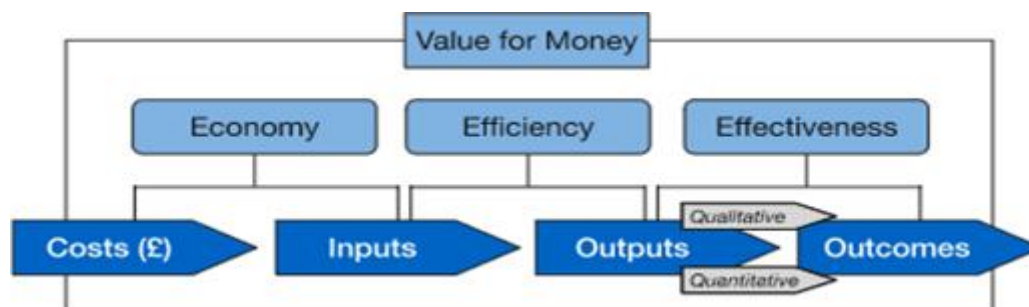 Value for Money
Economy
Efficiency
Effectiveness
Qualitative
Costs (£)
Inputs
Outputs
Outcomes
Quantitative